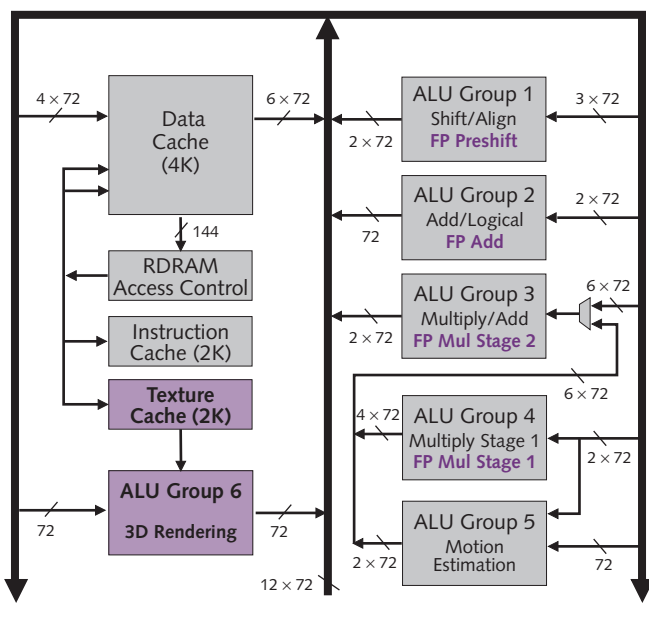 4 × 72
Data
Cache
(4K)
6 × 72
144
RDRAM
Access Control
Instruction
Cache (2K)
Texture
Cache (2K)
ALU Group 6
3D Rendering
72
72
12 × 72
ALU Group 1
Shift/Align
FP Preshift
3 × 72
2 × 72
ALU Group 2
Add/Logical
FP Add
2 × 72
72
ALU Group 3
Multiply/Add
FP Mul Stage 2
6 × 72
2 × 72
6 × 72
4 × 72
ALU Group 4
Multiply Stage 1
FP Mul Stage 1
2 × 72
ALU Group 5
Motion
Estimation
2 × 72
72